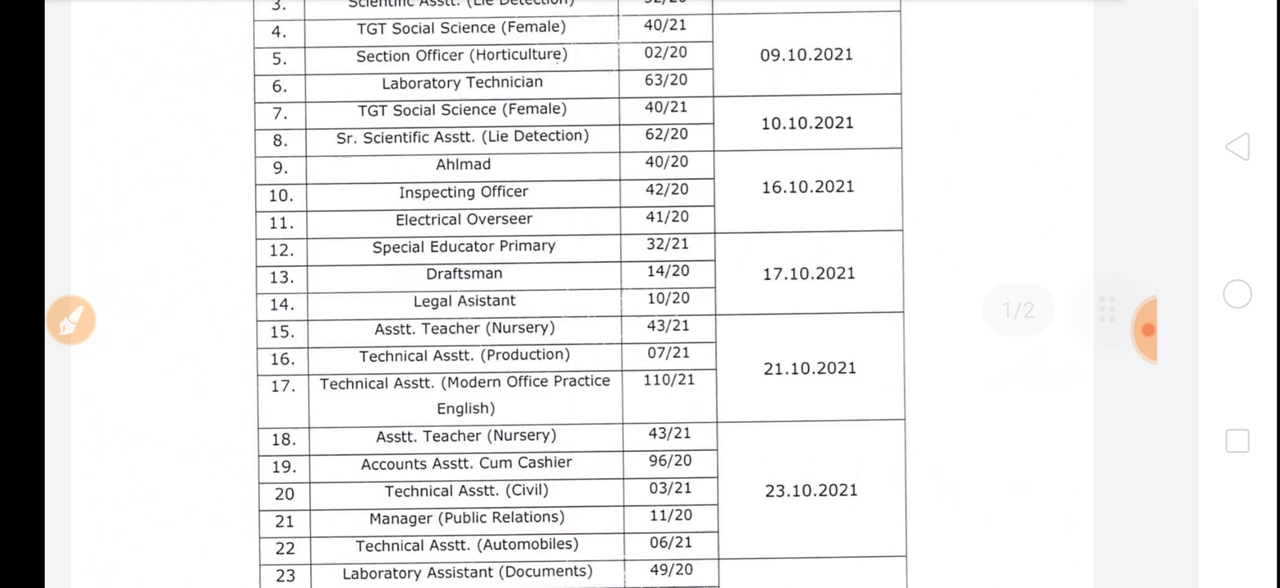 3. Scientific Asstt. (Lie Detection)
4. TGT Social Science (Female) 40/21
5. Section Officer (Horticulture) 02/20 09.10.2021
6. Laboratory Technician 63/20
7. TGT Social Science (Female) 40/21 10.10.2021
8. Sr. Scientific Asstt. (Lie Detection) 62/20
9. Ahlmad 40/20
10. Inspecting Officer 42/20 16.10.2021
11. Electrical Overseer 41/20
12. Special Educator Primary 32/21
13. Draftsman 14/20 17.10.2021
14. Legal Asistant 10/20
1/2
15. Asstt. Teacher (Nursery) 43/21
16. Technical Asstt. (Production) 07/21 21.10.2021
17. Technical Asstt. (Modern Office Practice 110/21
English)
18. Asstt. Teacher (Nursery) 43/21
19. Accounts Asstt. Cum Cashier 96/20
20 Technical Asstt. (Civil) 03/21 23.10.2021
21 Manager (Public Relations) 11/20
22 Technical Asstt. (Automobiles) 06/21
23 Laboratory Assistant (Documents) 49/20